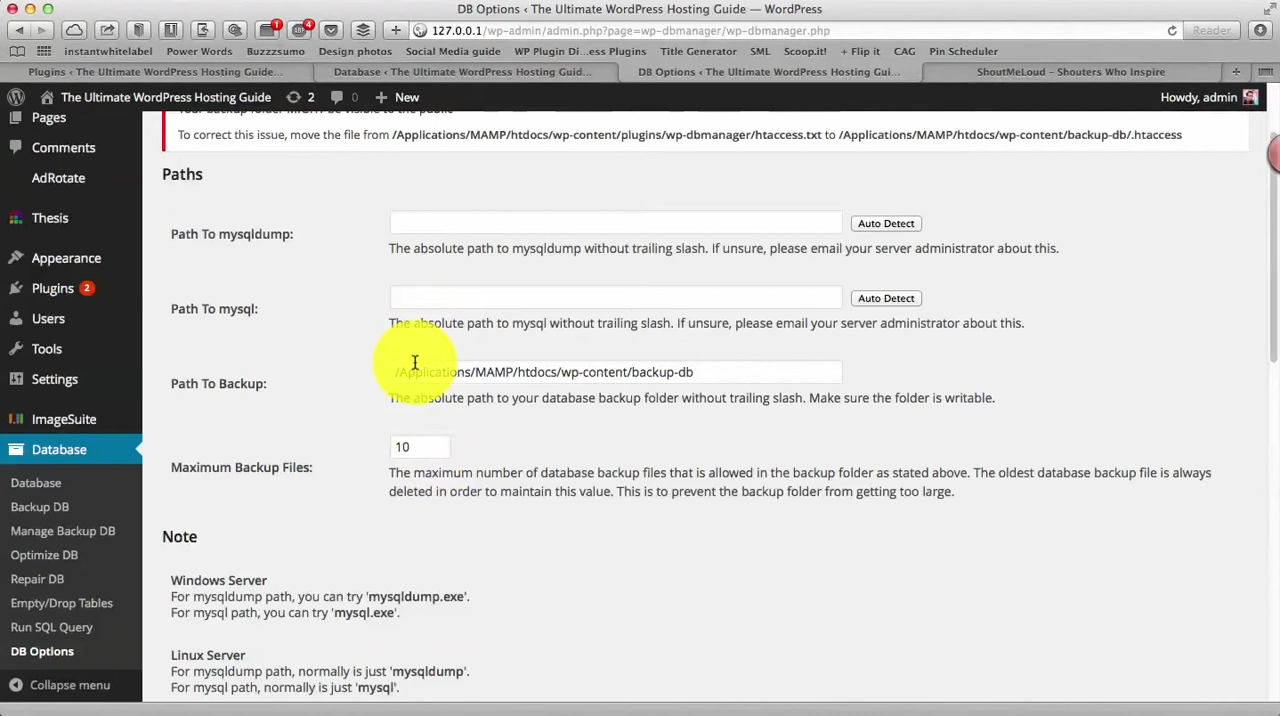 DB Options ‹ The Ultimate WordPress Hosting Guide — WordPress
1
4
127.0.0.1/wp-admin/admin.php?page=wp-dbmanager/wp-dbmanager.php
Reader
instantwhitelabel
Power Words
Buzzzsumo
Design photos
Social Media guide
WP Plugin Di...ess Plugins
Title Generator
SML
Scoop.it!
+ Flip it
CAG
Pin Scheduler
Plugins ‹ The Ultimate WordPress Hosting Guide...
Database ‹ The Ultimate WordPress Hosting Guid...
DB Options ‹ The Ultimate WordPress Hosting Gui...
ShoutMeLoud - Shouters Who Inspire
The Ultimate WordPress Hosting Guide
2
0
New
Howdy, admin
Pages
Comments
AdRotate
Thesis
Appearance
Plugins 2
Users
Tools
Settings
ImageSuite
Database
Database
Backup DB
Manage Backup DB
Optimize DB
Repair DB
Empty/Drop Tables
Run SQL Query
DB Options
Collapse menu
Your backup folder MIGHT be visible to the public
To correct this issue, move the file from /Applications/MAMP/htdocs/wp-content/plugins/wp-dbmanager/htaccess.txt to /Applications/MAMP/htdocs/wp-content/backup-db/.htaccess
Paths
Path To mysqldump:
Auto Detect
The absolute path to mysqldump without trailing slash. If unsure, please email your server administrator about this.
Path To mysql:
Auto Detect
The absolute path to mysql without trailing slash. If unsure, please email your server administrator about this.
Path To Backup:
/Applications/MAMP/htdocs/wp-content/backup-db
The absolute path to your database backup folder without trailing slash. Make sure the folder is writable.
Maximum Backup Files:
10
The maximum number of database backup files that is allowed in the backup folder as stated above. The oldest database backup file is always
deleted in order to maintain this value. This is to prevent the backup folder from getting too large.
Note
Windows Server
For mysqldump path, you can try 'mysqldump.exe'.
For mysql path, you can try 'mysql.exe'.
Linux Server
For mysqldump path, normally is just 'mysqldump'.
For mysql path, normally is just 'mysql'.